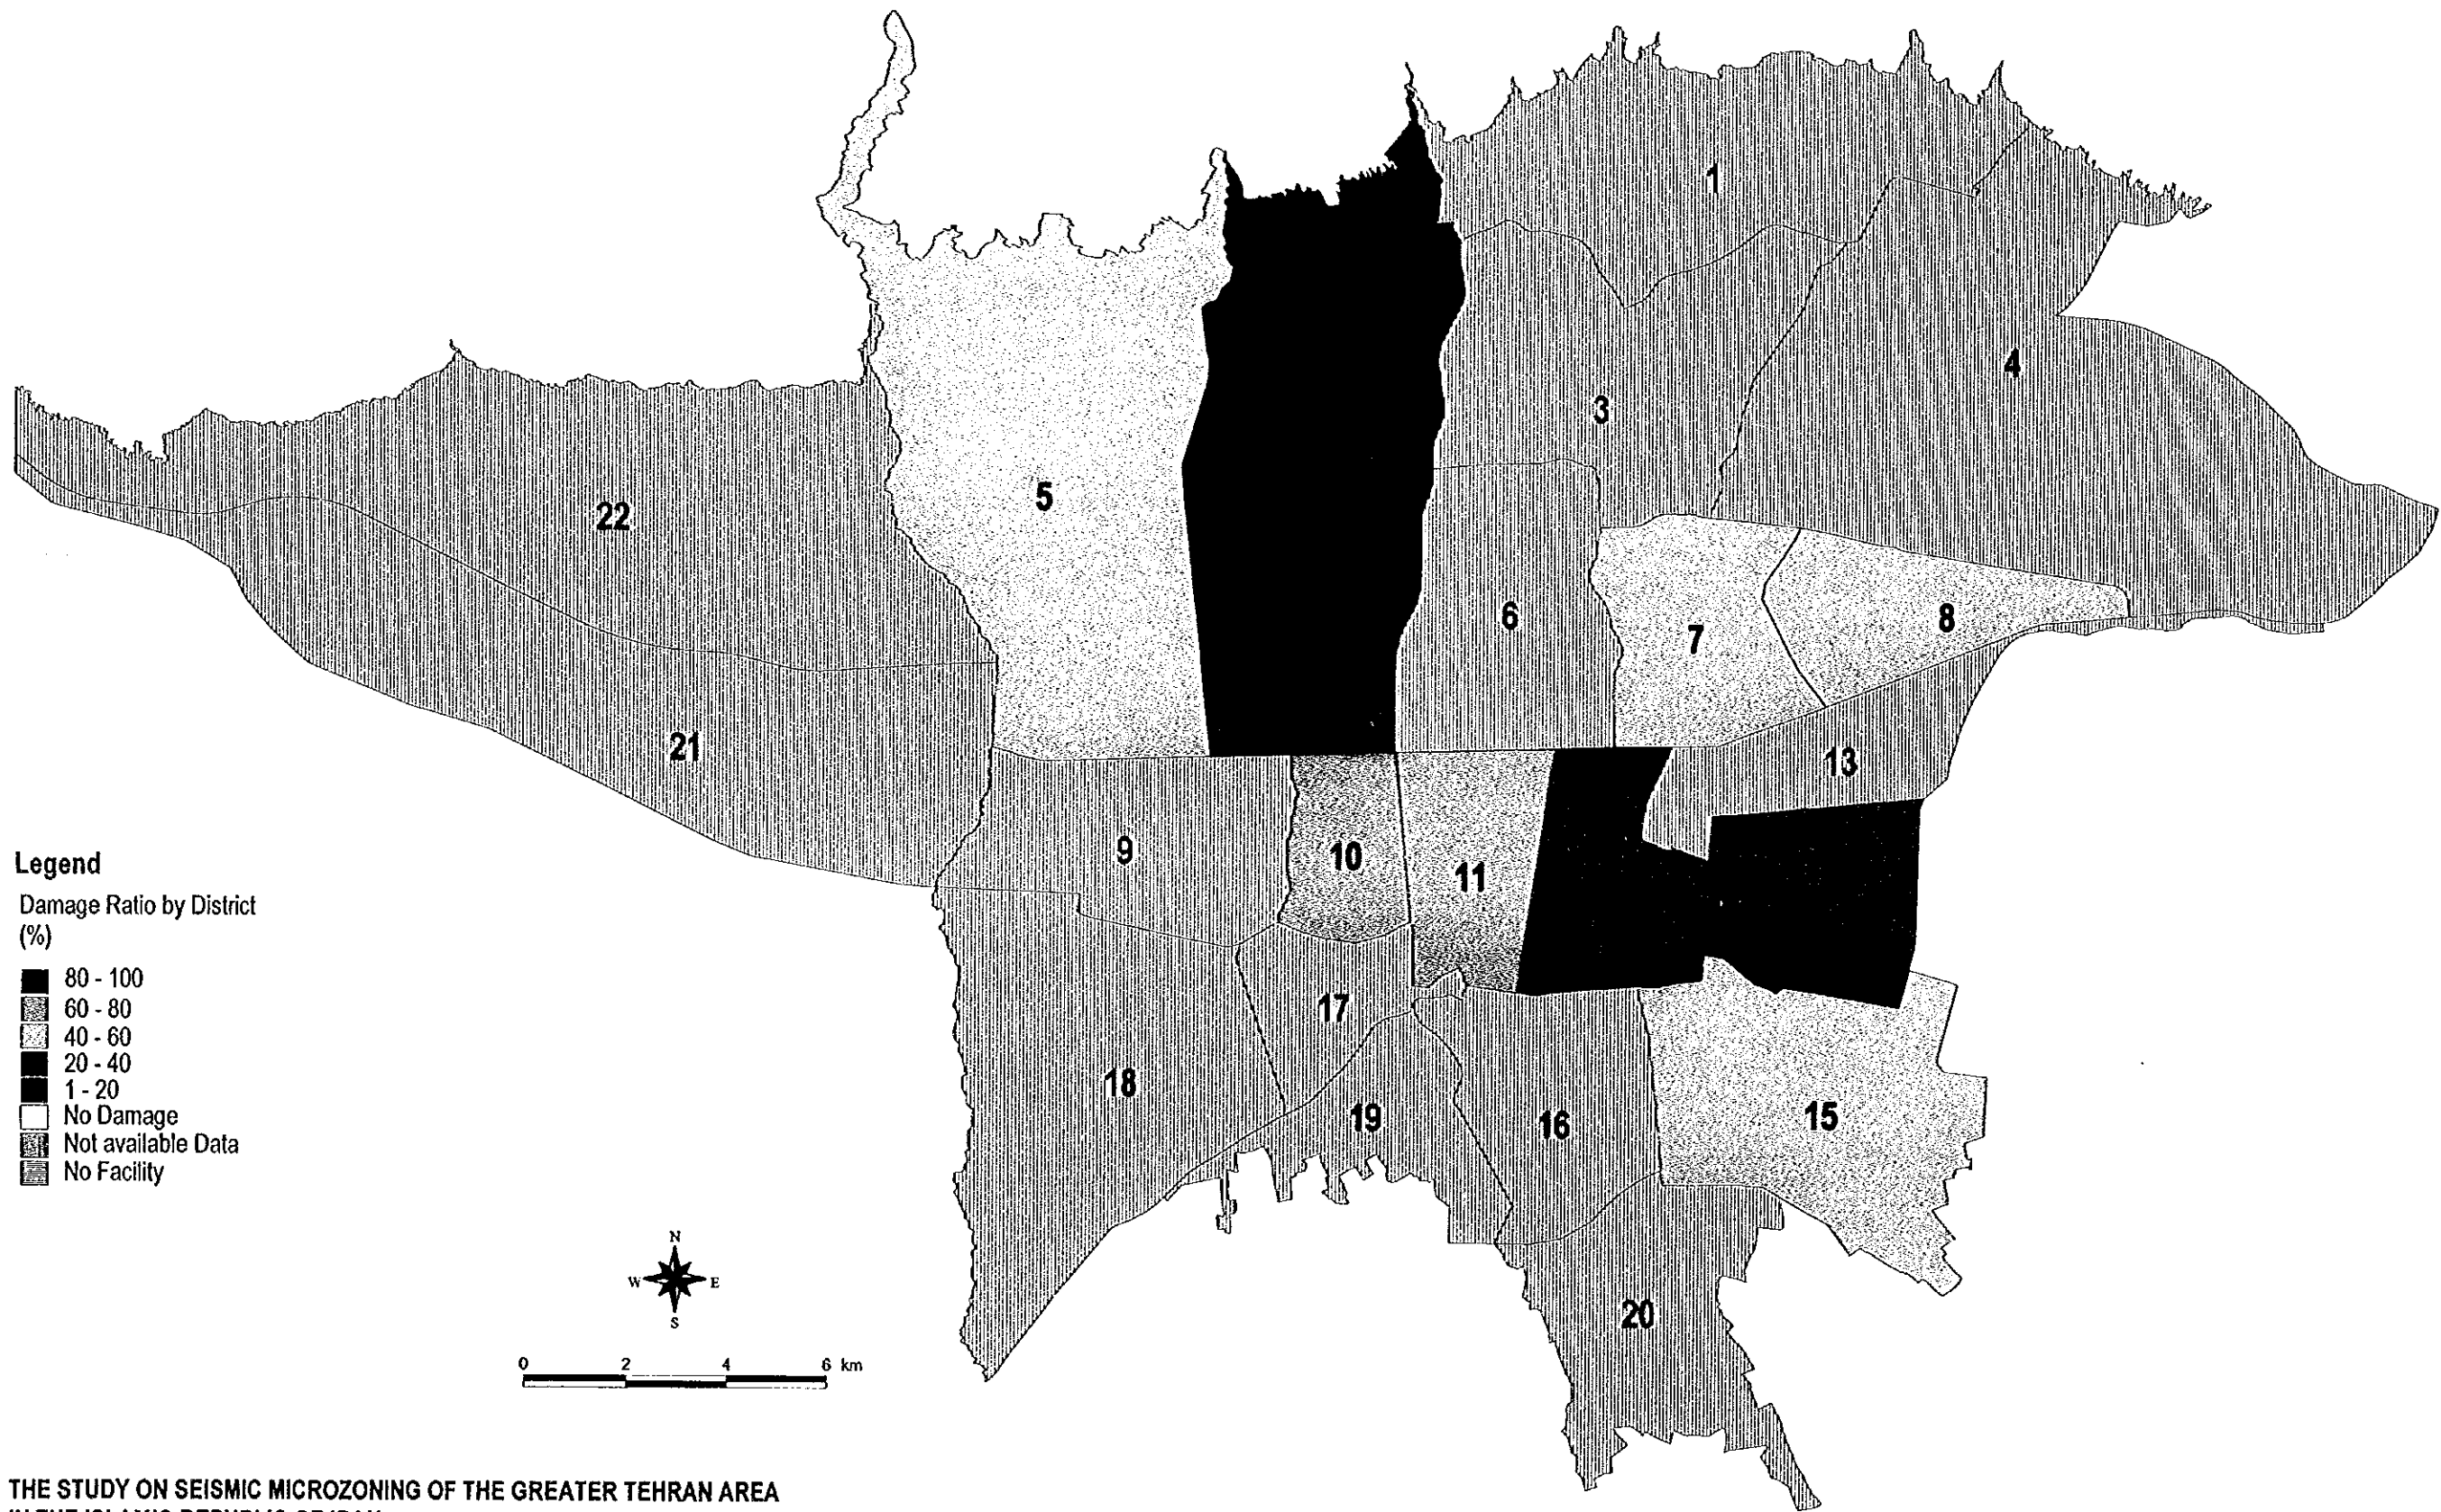 1
4
3
5
22
6
8
7
21
13
9
10
11
17
18
19
16
15
20
Legend
Damage Ratio by District
(%)
80 - 100
60 - 80
40 - 60
20 - 40
1 - 20
No Damage
Not available Data
No Facility
N
W E
S
0 2 4 6 km
THE STUDY ON SEISMIC MICROZONING OF THE GREATER TEHRAN AREA